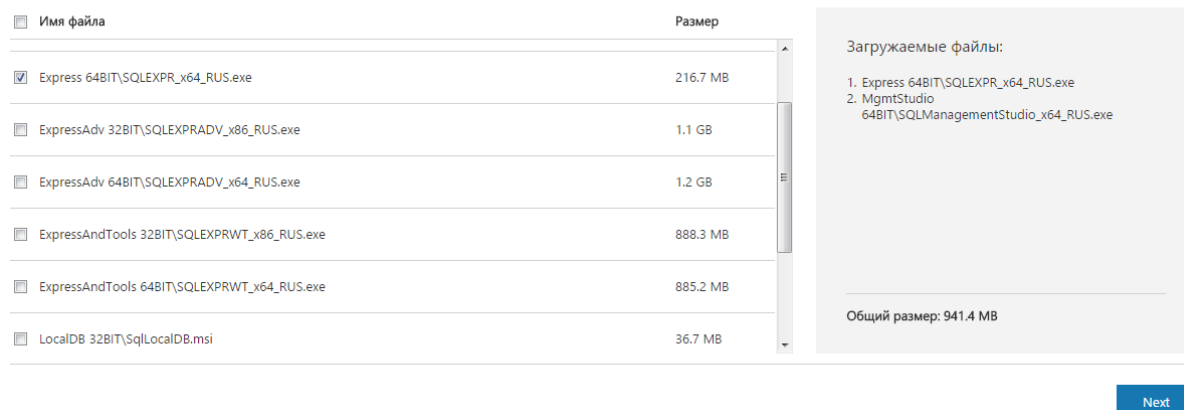 Имя файла Размер
Express 64BIT\SQLEXPR_x64_RUS.exe 216.7 MB
ExpressAdv 32BIT\SQLEXPRADV_x86_RUS.exe 1.1 GB
ExpressAdv 64BIT\SQLEXPRADV_x64_RUS.exe 1.2 GB
ExpressAndTools 32BIT\SQLEXPRWT_x86_RUS.exe 888.3 MB
ExpressAndTools 64BIT\SQLEXPRWT_x64_RUS.exe 885.2 MB
LocalDB 32BIT\SqlLocalDB.msi 36.7 MB
Загружаемые файлы:
1. Express 64BIT\SQLEXPR_x64_RUS.exe
2. MgmtStudio
64BIT\SQLManagementStudio_x64_RUS.exe
Общий размер: 941.4 MB
Next